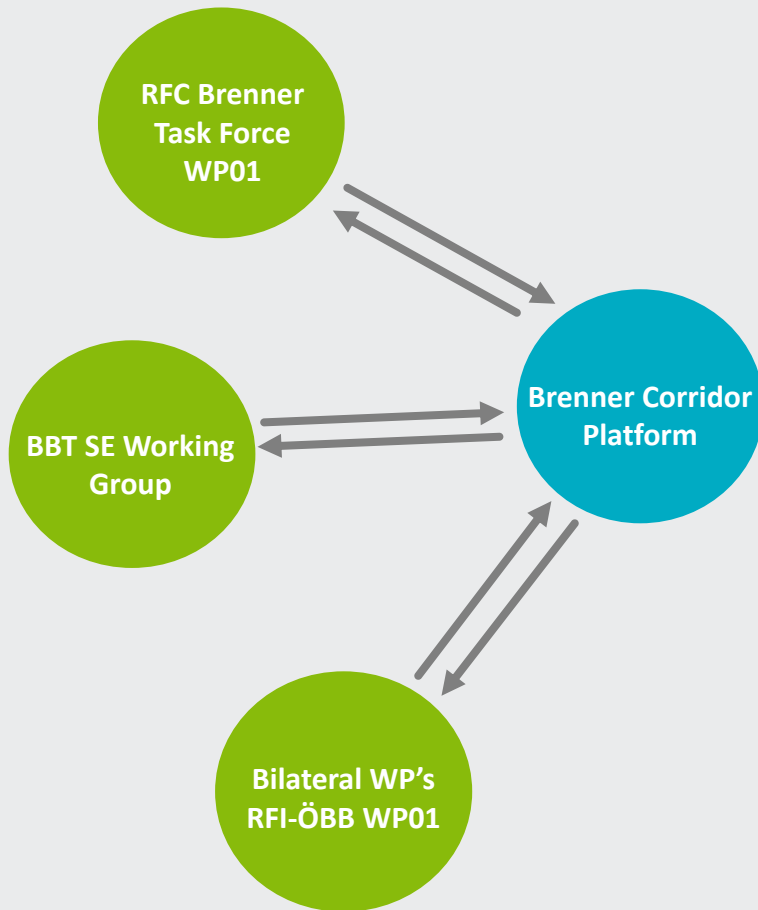 RFC Brenner
Task Force
WP01
Brenner Corridor
Platform
BBT SE Working
Group
Bilateral WP’s
RFI-ÖBB WP01